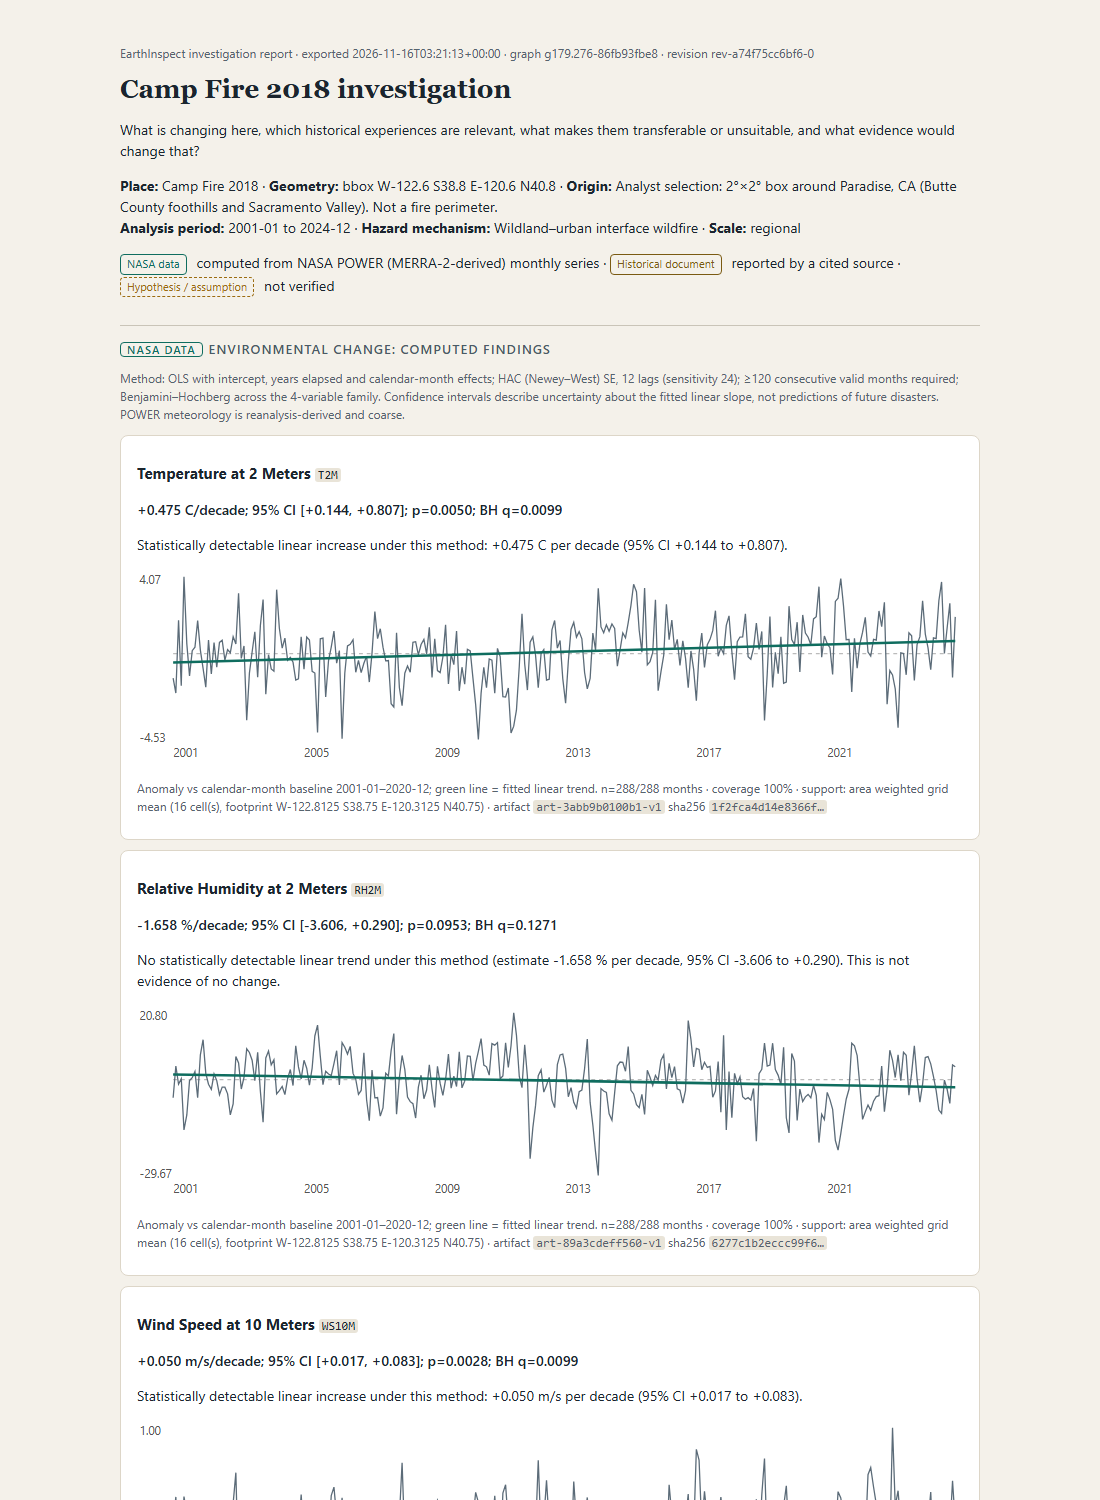 EarthInspect investigation report · exported 2026-11-16T03:21:13+00:00 · graph g179.276-86fb93fbe8 · revision rev-a74f75cc6bf6-0
Camp Fire 2018 investigation
What is changing here, which historical experiences are relevant, what makes them transferable or unsuitable, and what evidence would
change that?
Place: Camp Fire 2018 · Geometry: bbox W-122.6 S38.8 E-120.6 N40.8 · Origin: Analyst selection: 2°×2° box around Paradise, CA (Butte
County foothills and Sacramento Valley). Not a fire perimeter.
Analysis period: 2001-01 to 2024-12 · Hazard mechanism: Wildland–urban interface wildfire · Scale: regional
NASA data computed from NASA POWER (MERRA-2-derived) monthly series · Historical document reported by a cited source ·
Hypothesis / assumption not verified
NASA DATA ENVIRONMENTAL CHANGE: COMPUTED FINDINGS
Method: OLS with intercept, years elapsed and calendar-month effects; HAC (Newey–West) SE, 12 lags (sensitivity 24); ≥120 consecutive valid months required;
Benjamini–Hochberg across the 4-variable family. Confidence intervals describe uncertainty about the fitted linear slope, not predictions of future disasters.
POWER meteorology is reanalysis-derived and coarse.
Temperature at 2 Meters T2M
+0.475 C/decade; 95% CI [+0.144, +0.807]; p=0.0050; BH q=0.0099
Statistically detectable linear increase under this method: +0.475 C per decade (95% CI +0.144 to +0.807).
4.07
-4.53
2001 2005 2009 2013 2017 2021
Anomaly vs calendar-month baseline 2001-01–2020-12; green line = fitted linear trend. n=288/288 months · coverage 100% · support: area weighted grid
mean (16 cell(s), footprint W-122.8125 S38.75 E-120.3125 N40.75) · artifact art-3abb9b0100b1-v1 sha256 1f2fca4d14e8366f…
Relative Humidity at 2 Meters RH2M
-1.658 %/decade; 95% CI [-3.606, +0.290]; p=0.0953; BH q=0.1271
No statistically detectable linear trend under this method (estimate -1.658 % per decade, 95% CI -3.606 to +0.290). This is not
evidence of no change.
20.80
-29.67
2001 2005 2009 2013 2017 2021
Anomaly vs calendar-month baseline 2001-01–2020-12; green line = fitted linear trend. n=288/288 months · coverage 100% · support: area weighted grid
mean (16 cell(s), footprint W-122.8125 S38.75 E-120.3125 N40.75) · artifact art-89a3cdeff560-v1 sha256 6277c1b2eccc99f6…
Wind Speed at 10 Meters WS10M
+0.050 m/s/decade; 95% CI [+0.017, +0.083]; p=0.0028; BH q=0.0099
Statistically detectable linear increase under this method: +0.050 m/s per decade (95% CI +0.017 to +0.083).
1.00